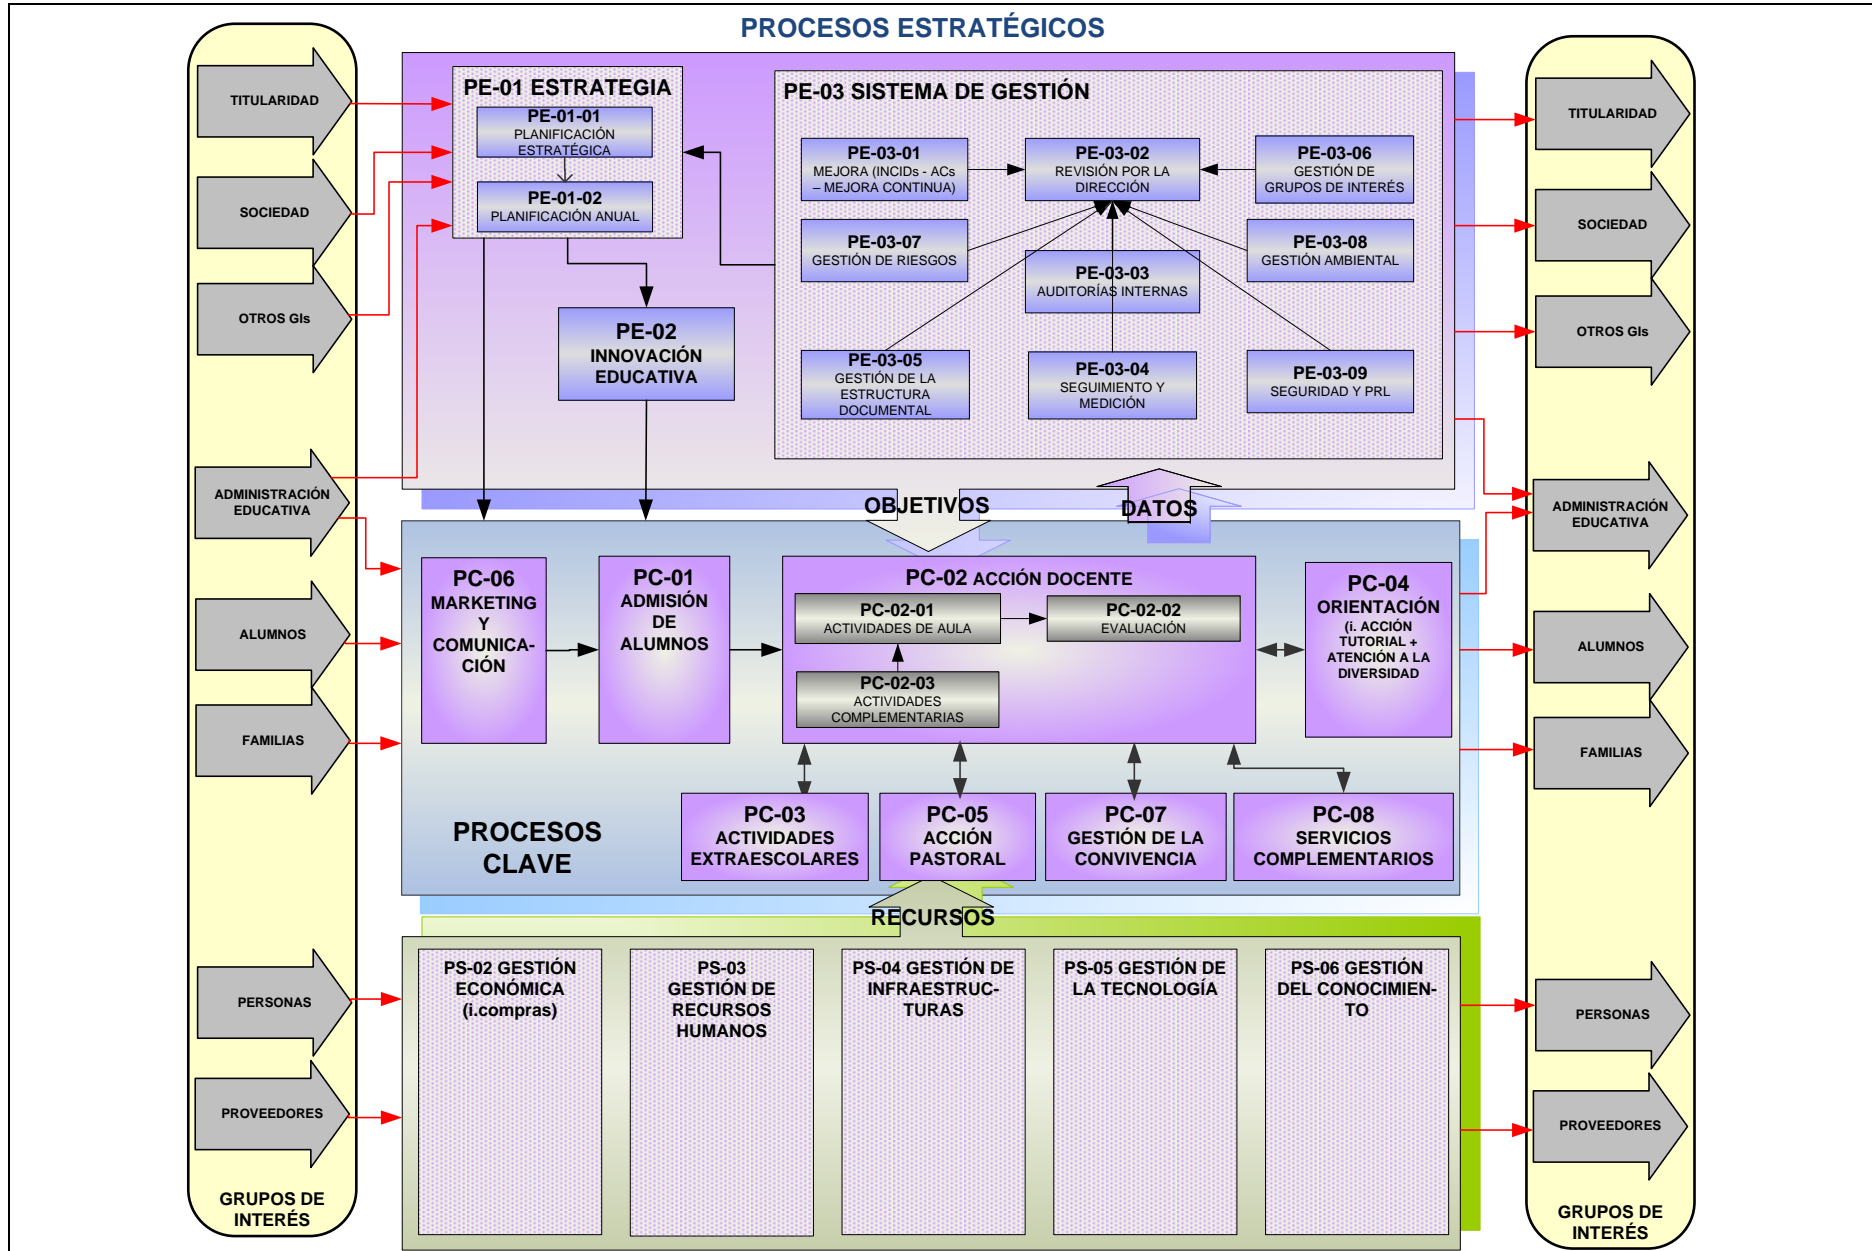 PROCESOS ESTRATÉGICOS
TITULARIDAD
SOCIEDAD
OTROS GIs
ADMINISTRACIÓN
EDUCATIVA
ALUMNOS
FAMILIAS
PERSONAS
PROVEEDORES
GRUPOS DE
INTERÉS
PE-01 ESTRATEGIA
PE-01-01
PLANIFICACIÓN
ESTRATÉGICA
PE-01-02
PLANIFICACIÓN ANUAL
PE-02
INNOVACIÓN
EDUCATIVA
PE-03 SISTEMA DE GESTIÓN
PE-03-01
MEJORA (INCIDs - ACs
– MEJORA CONTINUA)
PE-03-02
REVISIÓN POR LA
DIRECCIÓN
PE-03-06
GESTIÓN DE
GRUPOS DE INTERÉS
PE-03-07
GESTIÓN DE RIESGOS
PE-03-03
AUDITORÍAS INTERNAS
PE-03-08
GESTIÓN AMBIENTAL
PE-03-05
GESTIÓN DE LA
ESTRUCTURA
DOCUMENTAL
PE-03-04
SEGUIMIENTO Y
MEDICIÓN
PE-03-09
SEGURIDAD Y PRL
OBJETIVOS
DATOS
PC-06
MARKETING
Y
COMUNICA-
CIÓN
PC-01
ADMISIÓN
DE
ALUMNOS
PC-02 ACCIÓN DOCENTE
PC-02-01
ACTIVIDADES DE AULA
PC-02-02
EVALUACIÓN
PC-02-03
ACTIVIDADES
COMPLEMENTARIAS
PC-04
ORIENTACIÓN
(i. ACCIÓN
TUTORIAL +
ATENCIÓN A LA
DIVERSIDAD
PROCESOS
CLAVE
PC-03
ACTIVIDADES
EXTRAESCOLARES
PC-05
ACCIÓN
PASTORAL
PC-07
GESTIÓN DE LA
CONVIVENCIA
PC-08
SERVICIOS
COMPLEMENTARIOS
RECURSOS
PS-02 GESTIÓN
ECONÓMICA
(i.compras)
PS-03
GESTIÓN DE
RECURSOS
HUMANOS
PS-04 GESTIÓN DE
INFRAESTRUC-
TURAS
PS-05 GESTIÓN DE
LA TECNOLOGÍA
PS-06 GESTIÓN
DEL CONOCIMIEN-
TO
TITULARIDAD
SOCIEDAD
OTROS GIs
ADMINISTRACIÓN
EDUCATIVA
ALUMNOS
FAMILIAS
PERSONAS
PROVEEDORES
GRUPOS DE
INTERÉS